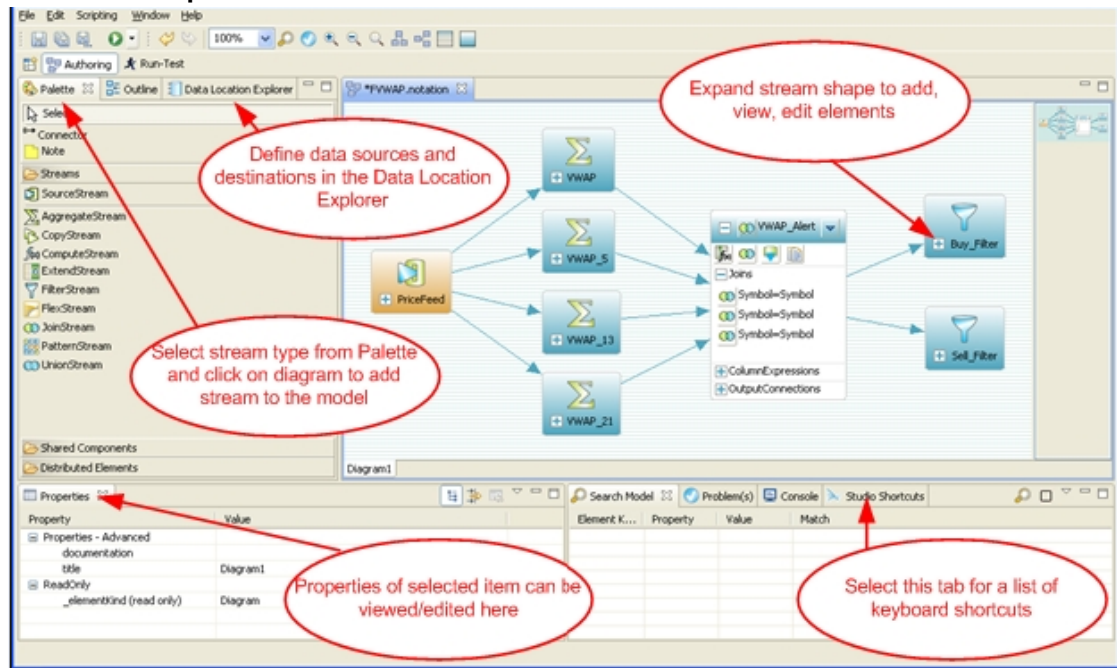 File Edit Scripting Window Help
100%
Authoring Run-Test
Palette Outline Data Location Explorer
*FVWAP.notation
Select
Connector
Note
Streams
SourceStream
AggregateStream
CopyStream
ComputeStream
ExtendStream
FilterStream
FlexStream
JoinStream
PatternStream
UnionStream
Shared Components
Distributed Elements
Define data sources and
destinations in the Data Location
Explorer
Select stream type from Palette
and click on diagram to add
stream to the model
Expand stream shape to add,
view, edit elements
PriceFeed
VWAP
VWAP_5
VWAP_13
VWAP_21
VWAP_Alert
Joins
Symbol=Symbol
Symbol=Symbol
Symbol=Symbol
ColumnExpressions
OutputConnections
Buy_Filter
Sell_Filter
Diagram1
Properties
Property Value
Properties - Advanced
documentation
title Diagram1
ReadOnly
_elementKind (read only) Diagram
Properties of selected item can be
viewed/edited here
Search Model Problem(s) Console Studio Shortcuts
Element K... Property Value Match
Select this tab for a list of
keyboard shortcuts